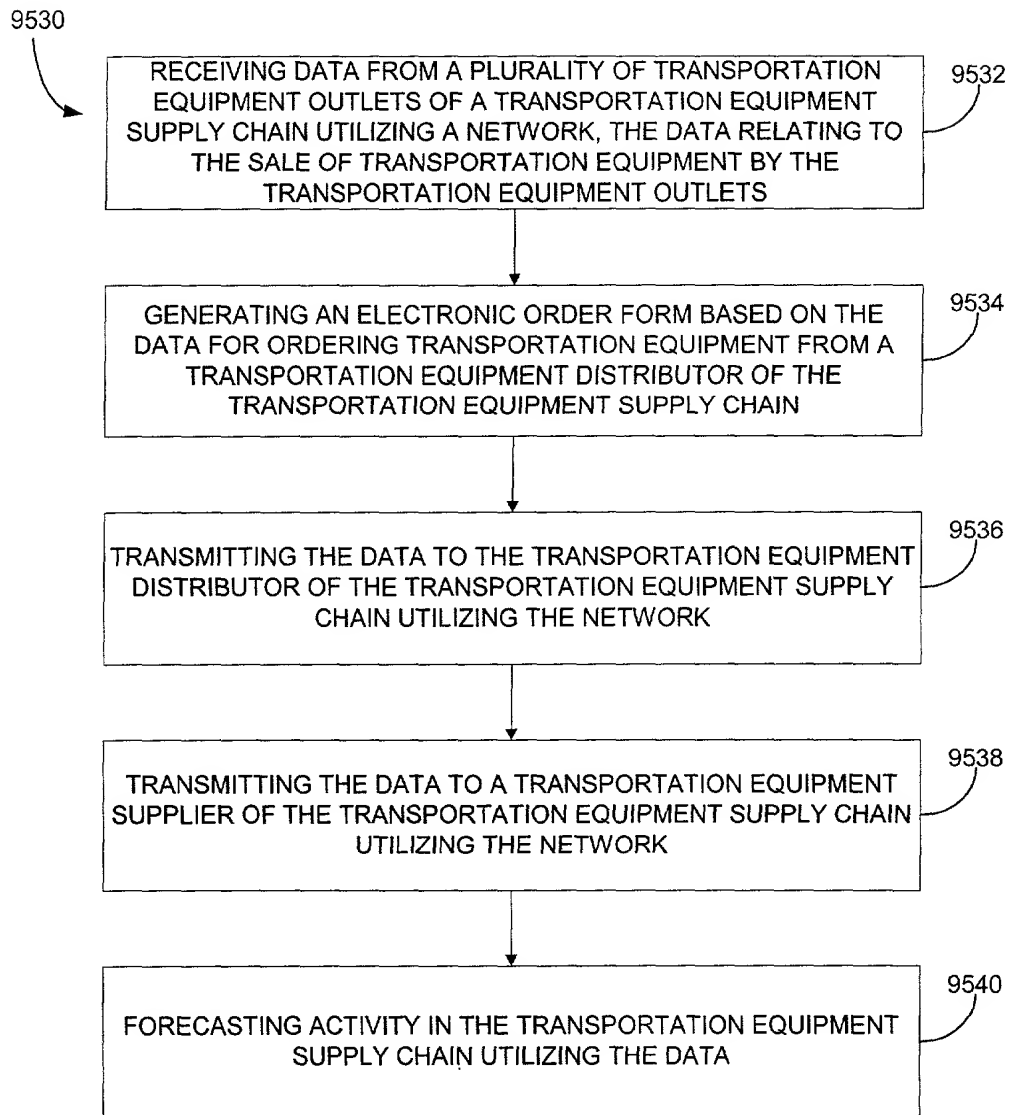 9530
RECEIVING DATA FROM A PLURALITY OF TRANSPORTATION
EQUIPMENT OUTLETS OF A TRANSPORTATION EQUIPMENT
SUPPLY CHAIN UTILIZING A NETWORK, THE DATA RELATING TO
THE SALE OF TRANSPORTATION EQUIPMENT BY THE
TRANSPORTATION EQUIPMENT OUTLETS
9532
GENERATING AN ELECTRONIC ORDER FORM BASED ON THE
DATA FOR ORDERING TRANSPORTATION EQUIPMENT FROM A
TRANSPORTATION EQUIPMENT DISTRIBUTOR OF THE
TRANSPORTATION EQUIPMENT SUPPLY CHAIN
9534
TRANSMITTING THE DATA TO THE TRANSPORTATION EQUIPMENT
DISTRIBUTOR OF THE TRANSPORTATION EQUIPMENT SUPPLY
CHAIN UTILIZING THE NETWORK
9536
TRANSMITTING THE DATA TO A TRANSPORTATION EQUIPMENT
SUPPLIER OF THE TRANSPORTATION EQUIPMENT SUPPLY CHAIN
UTILIZING THE NETWORK
9538
FORECASTING ACTIVITY IN THE TRANSPORTATION EQUIPMENT
SUPPLY CHAIN UTILIZING THE DATA
9540